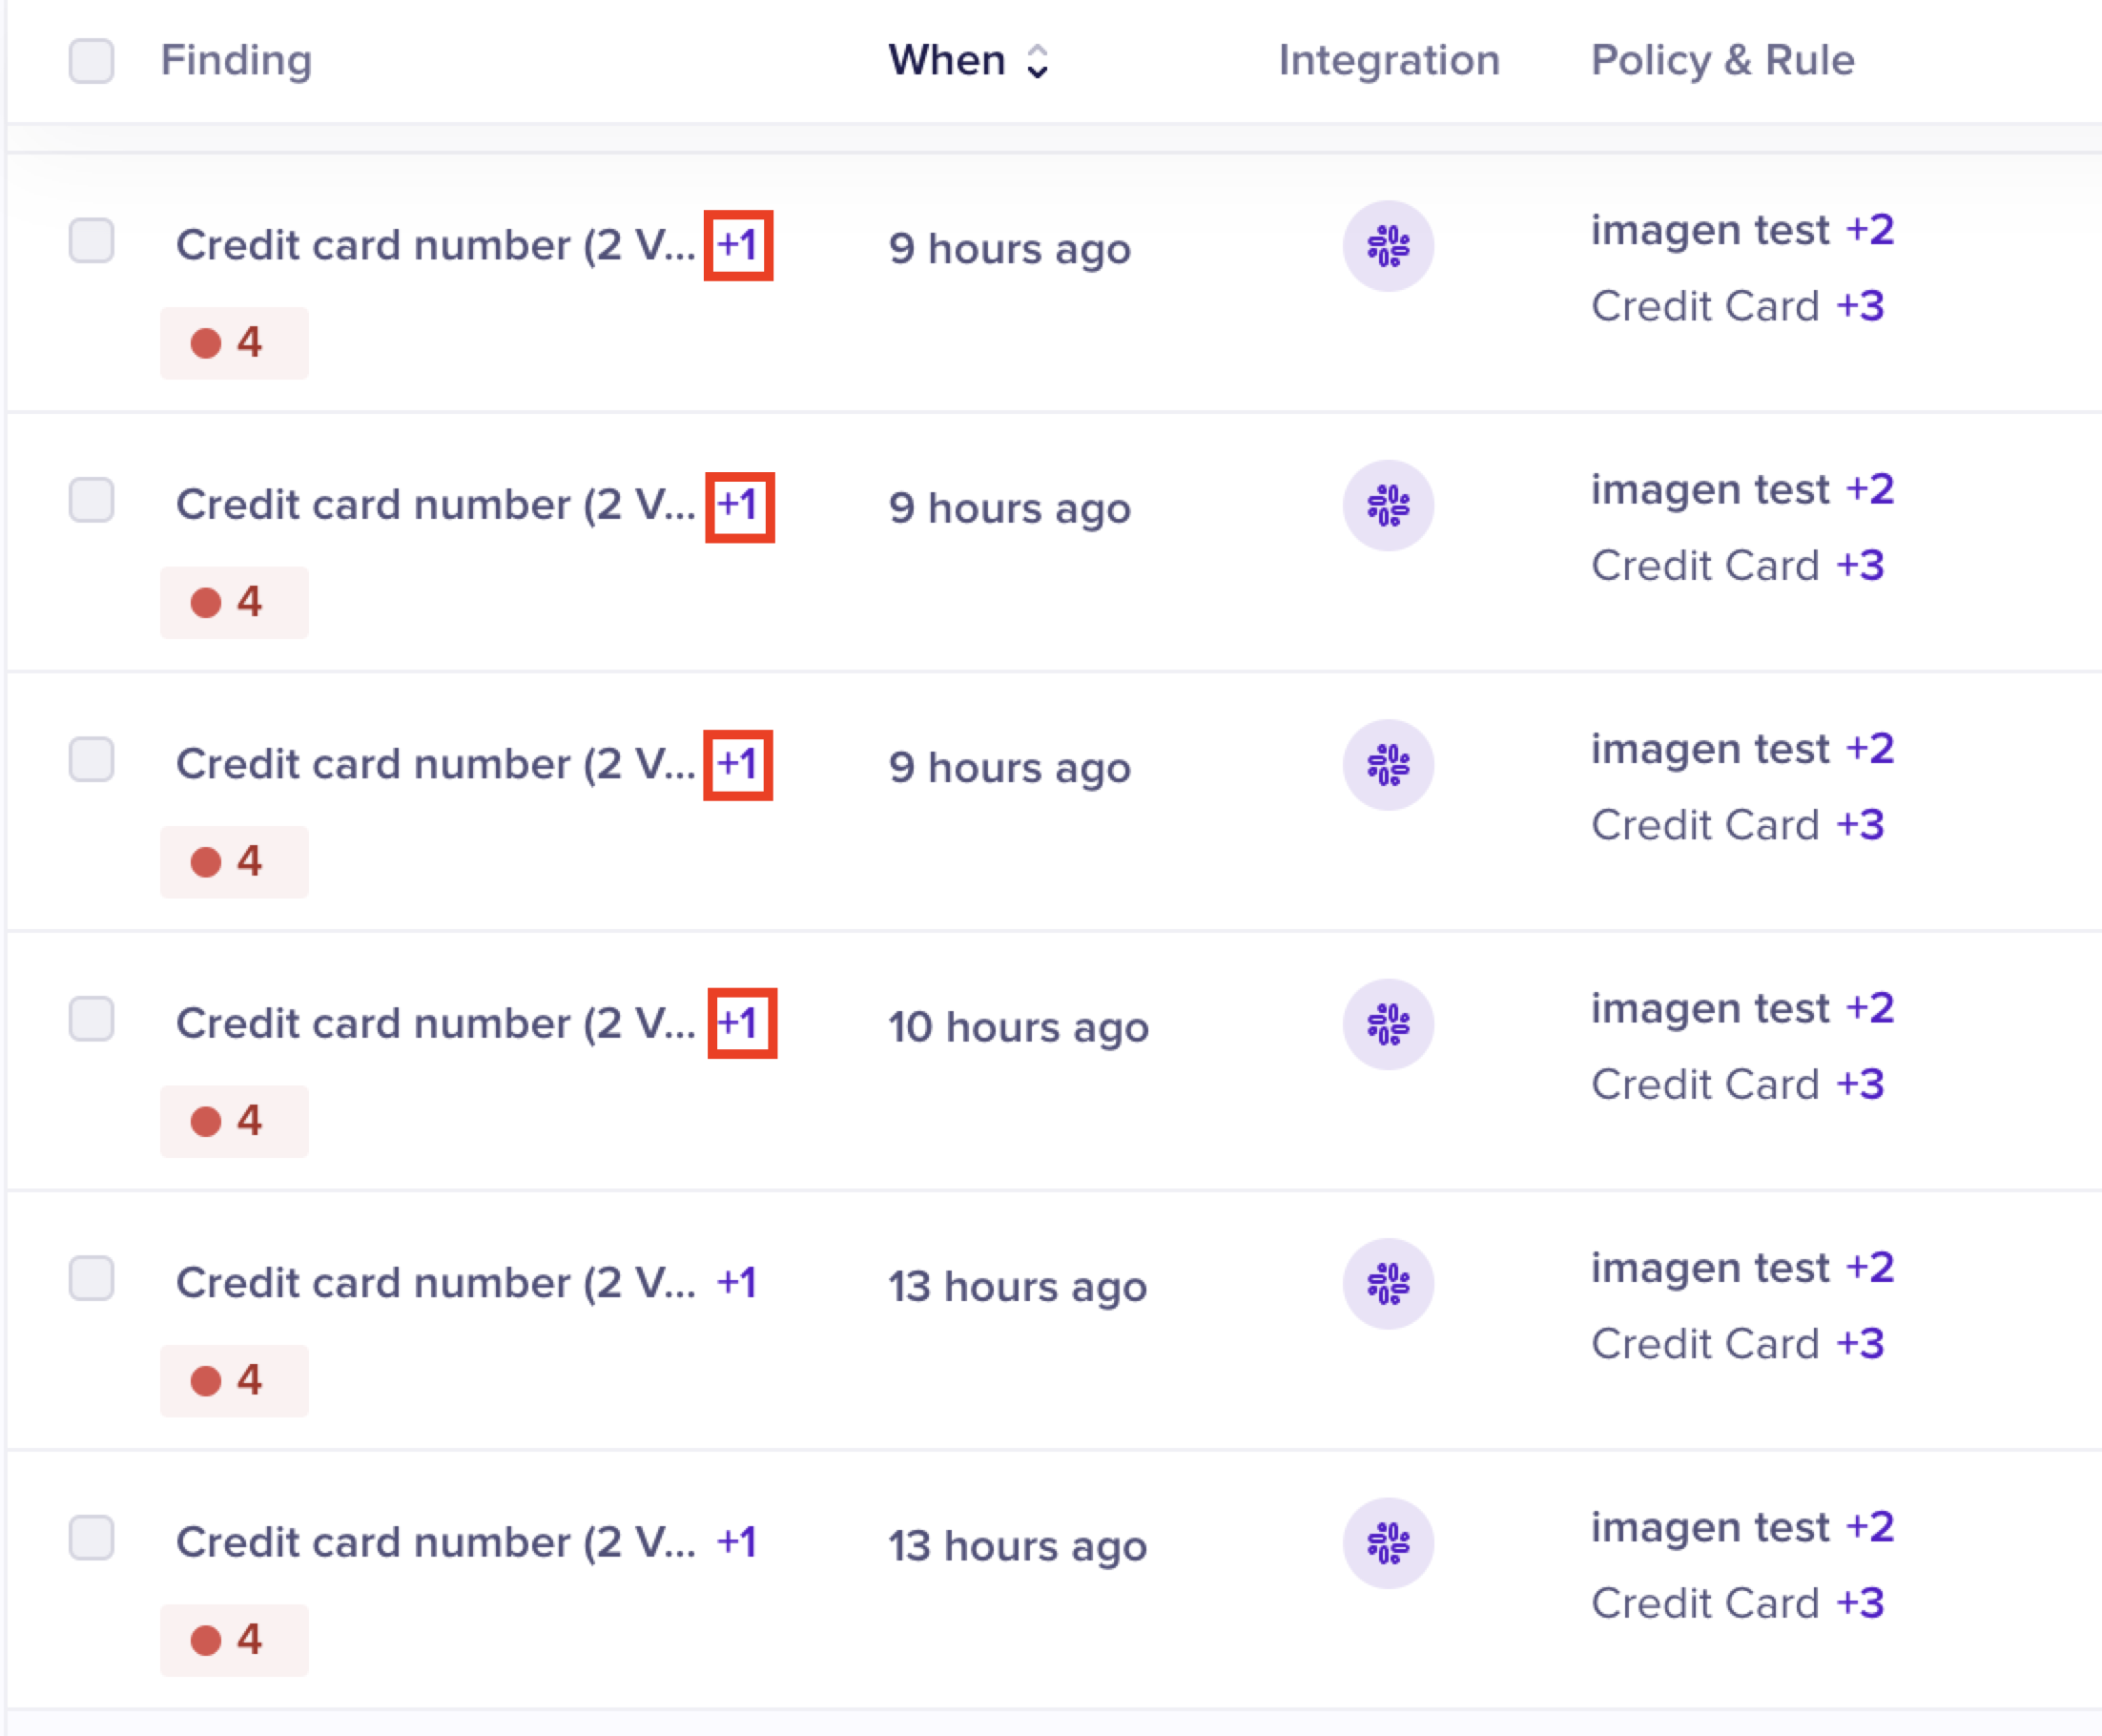 Finding When Integration Policy & Rule
Credit card number (2 V... +1 9 hours ago imagen test +2
Credit Card +3
4
Credit card number (2 V... +1 9 hours ago imagen test +2
Credit Card +3
4
Credit card number (2 V... +1 9 hours ago imagen test +2
Credit Card +3
4
Credit card number (2 V... +1 10 hours ago imagen test +2
Credit Card +3
4
Credit card number (2 V... +1 13 hours ago imagen test +2
Credit Card +3
4
Credit card number (2 V... +1 13 hours ago imagen test +2
Credit Card +3
4